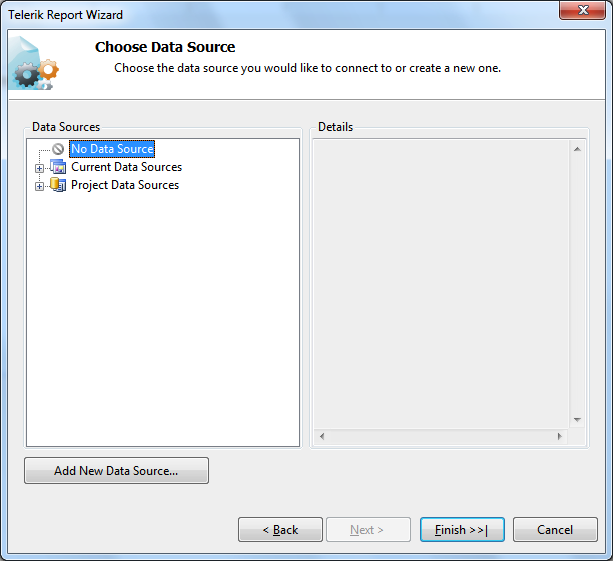 Telerik Report Wizard
Choose Data Source
Choose the data source you would like to connect to or create a new one.
Data Sources
No Data Source
Current Data Sources
Project Data Sources
Details
Add New Data Source...
< Back
Next >
Finish >>|
Cancel